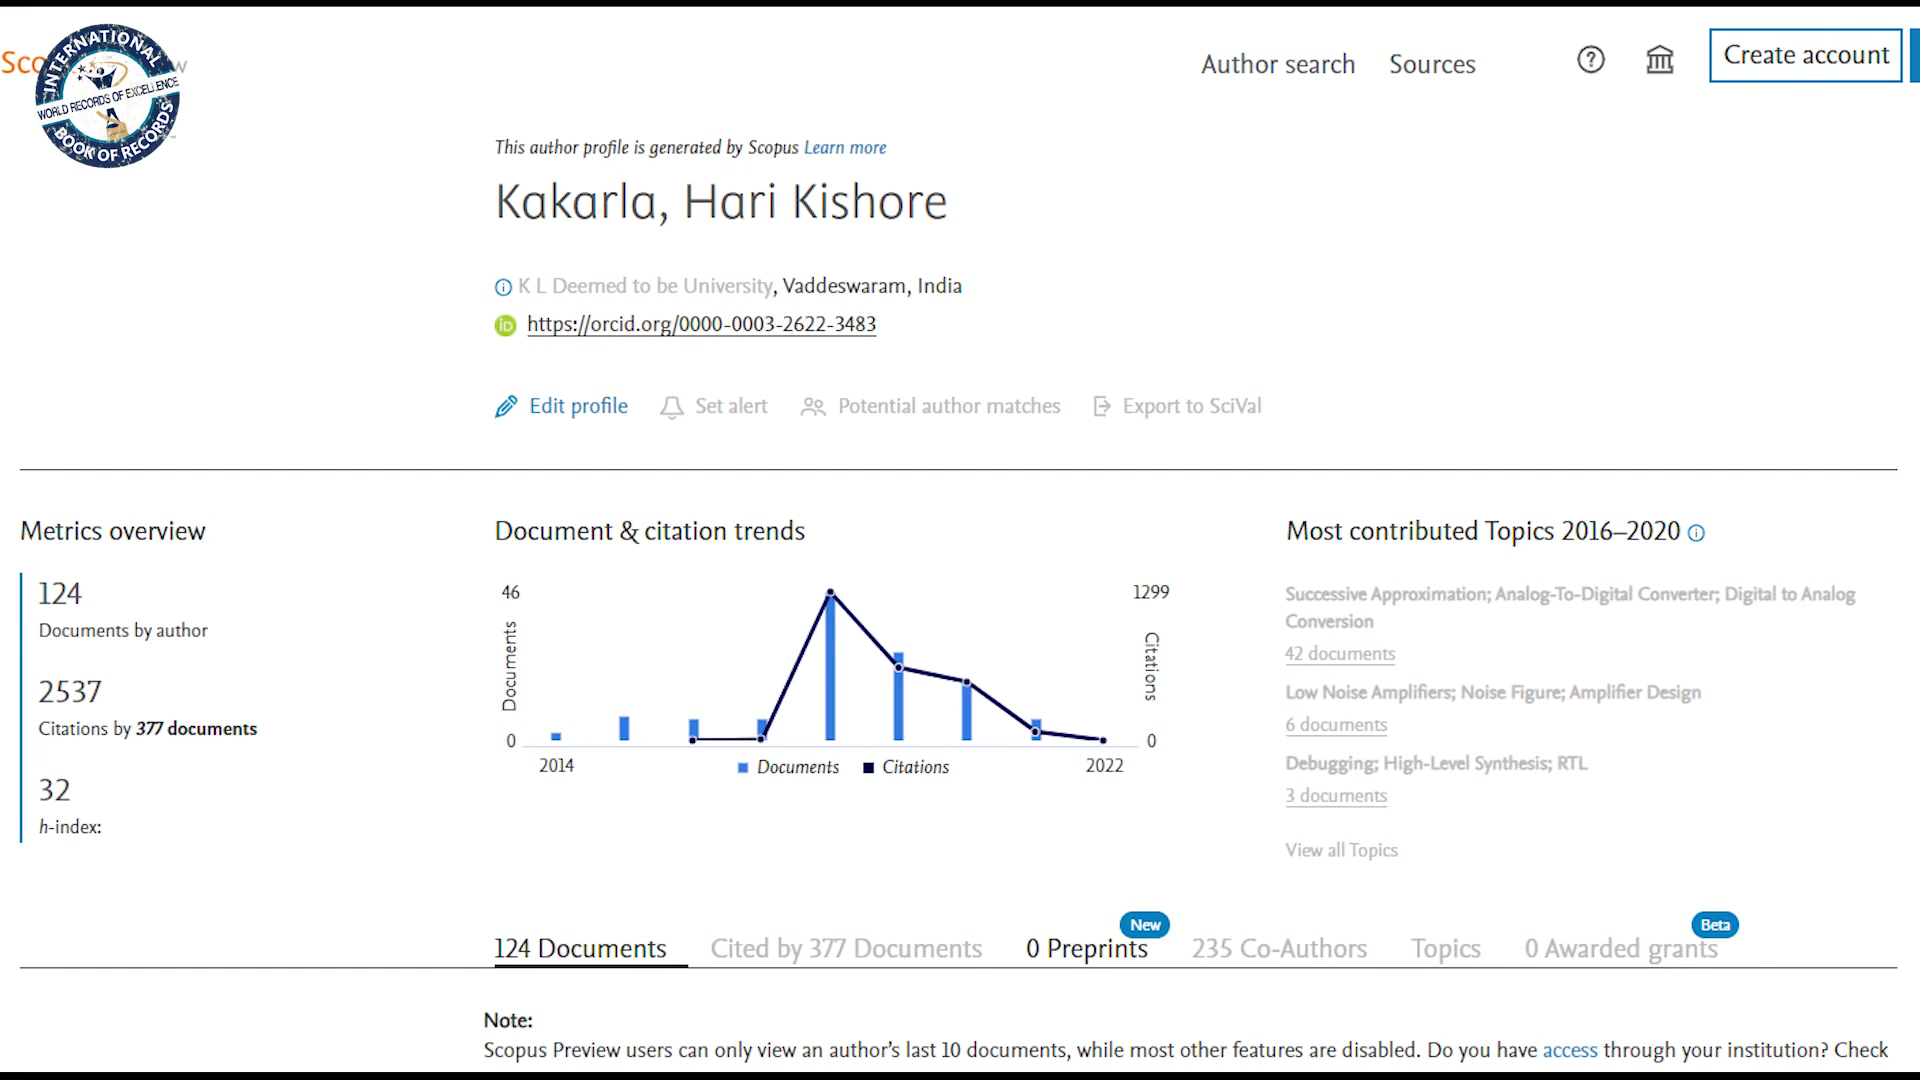 Sco
w
INTERNATIONAL
WORLD RECORDS OF EXCELLENCE
BOOK OF RECORDS
Author search
Sources
Create account
This author profile is generated by Scopus Learn more
Kakarla, Hari Kishore
K L Deemed to be University, Vaddeswaram, India
iD https://orcid.org/0000-0003-2622-3483
Edit profile
Set alert
Potential author matches
Export to SciVal
Metrics overview
124
Documents by author
2537
Citations by 377 documents
32
h-index:
Document & citation trends
46
1299
Documents
Citations
0
0
2014
2022
Documents
Citations
Most contributed Topics 2016–2020
Successive Approximation; Analog-To-Digital Converter; Digital to Analog
Conversion
42 documents
Low Noise Amplifiers; Noise Figure; Amplifier Design
6 documents
Debugging; High-Level Synthesis; RTL
3 documents
View all Topics
New
Beta
124 Documents
Cited by 377 Documents
0 Preprints
235 Co-Authors
Topics
0 Awarded grants
Note:
Scopus Preview users can only view an author's last 10 documents, while most other features are disabled. Do you have access through your institution? Check